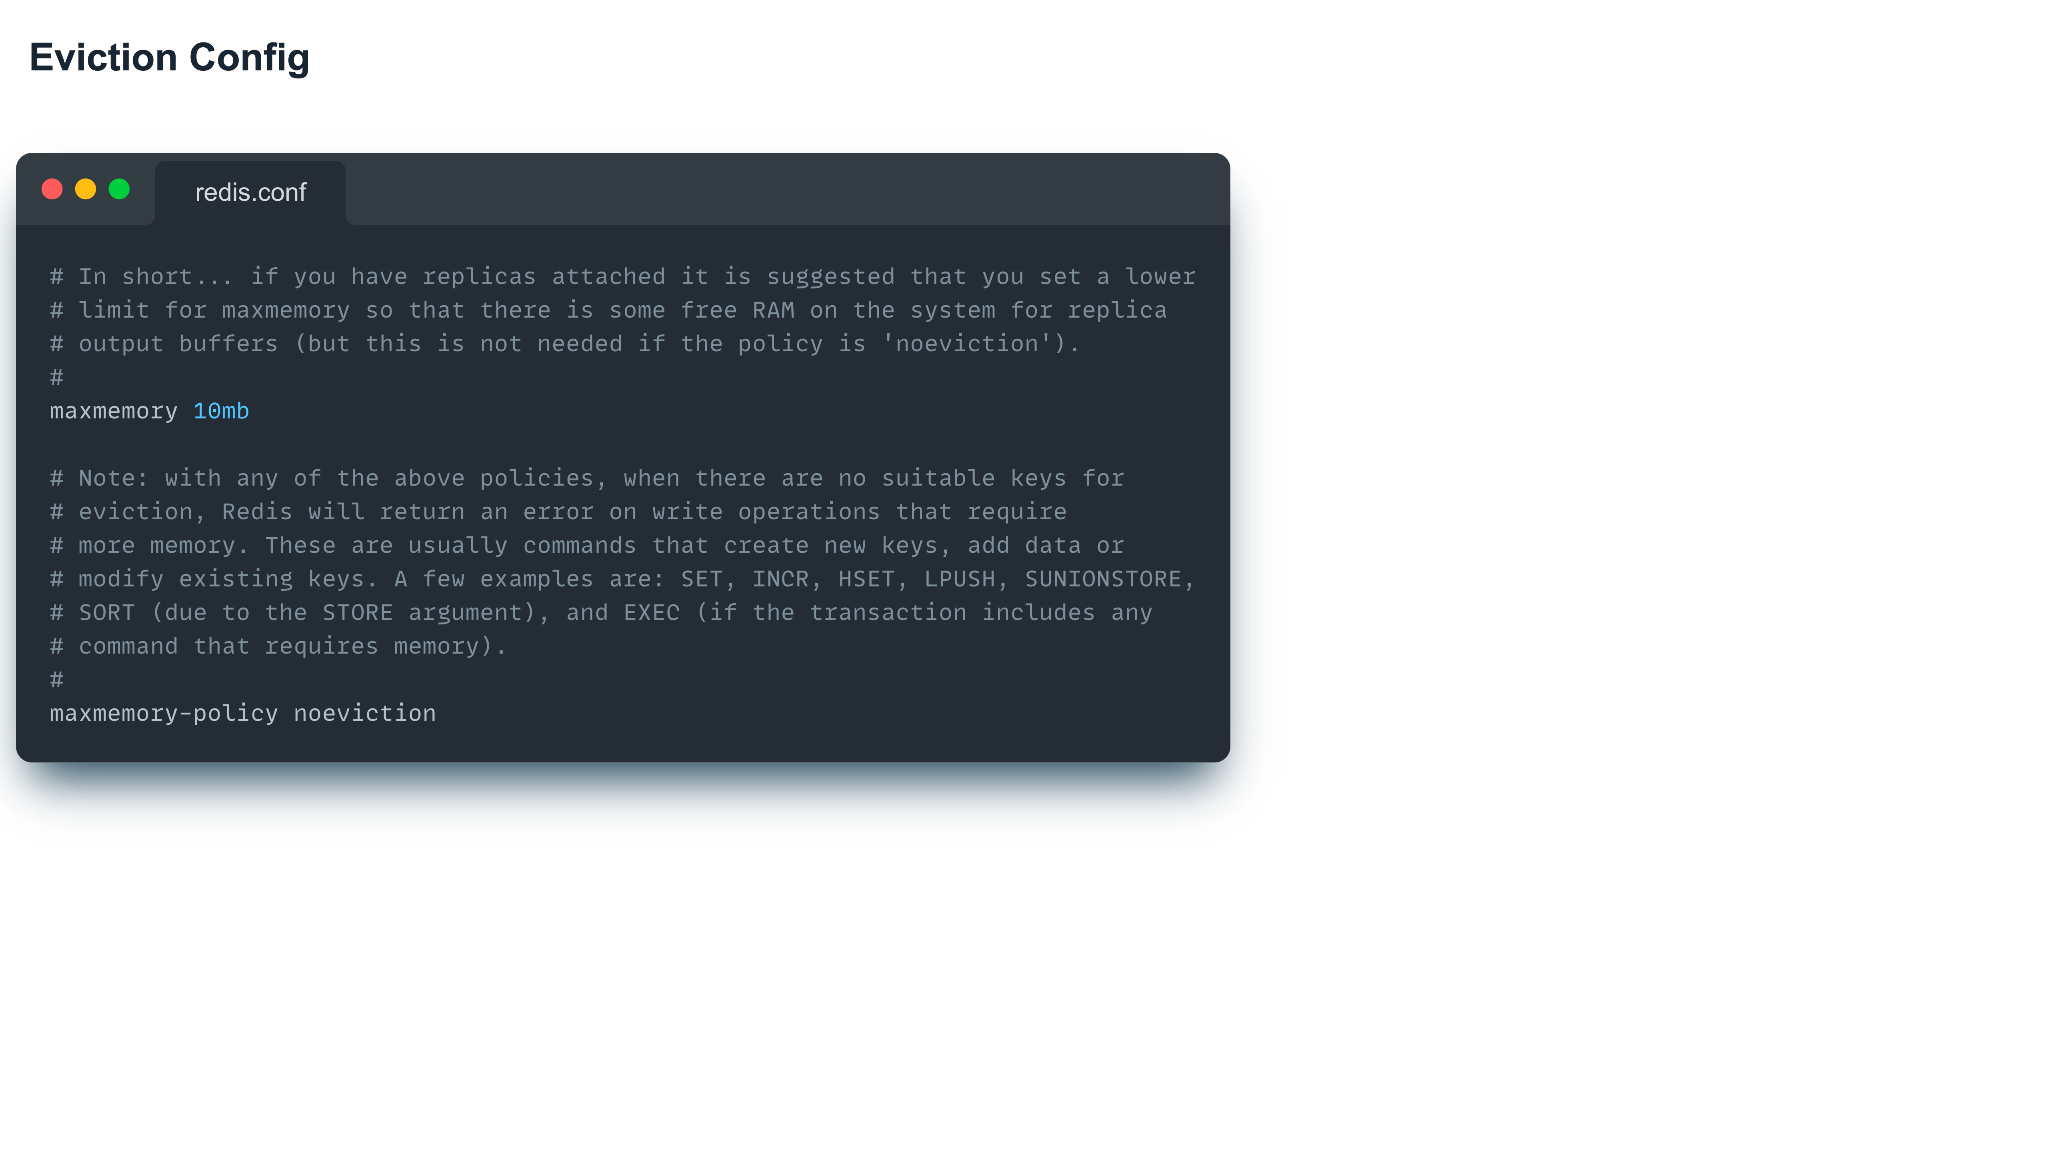 Eviction Config
redis.conf
# In short... if you have replicas attached it is suggested that you set a lower
# limit for maxmemory so that there is some free RAM on the system for replica
# output buffers (but this is not needed if the policy is 'noeviction').
#
maxmemory 10mb
# Note: with any of the above policies, when there are no suitable keys for
# eviction, Redis will return an error on write operations that require
# more memory. These are usually commands that create new keys, add data or
# modify existing keys. A few examples are: SET, INCR, HSET, LPUSH, SUNIONSTORE,
# SORT (due to the STORE argument), and EXEC (if the transaction includes any
# command that requires memory).
#
maxmemory-policy noeviction